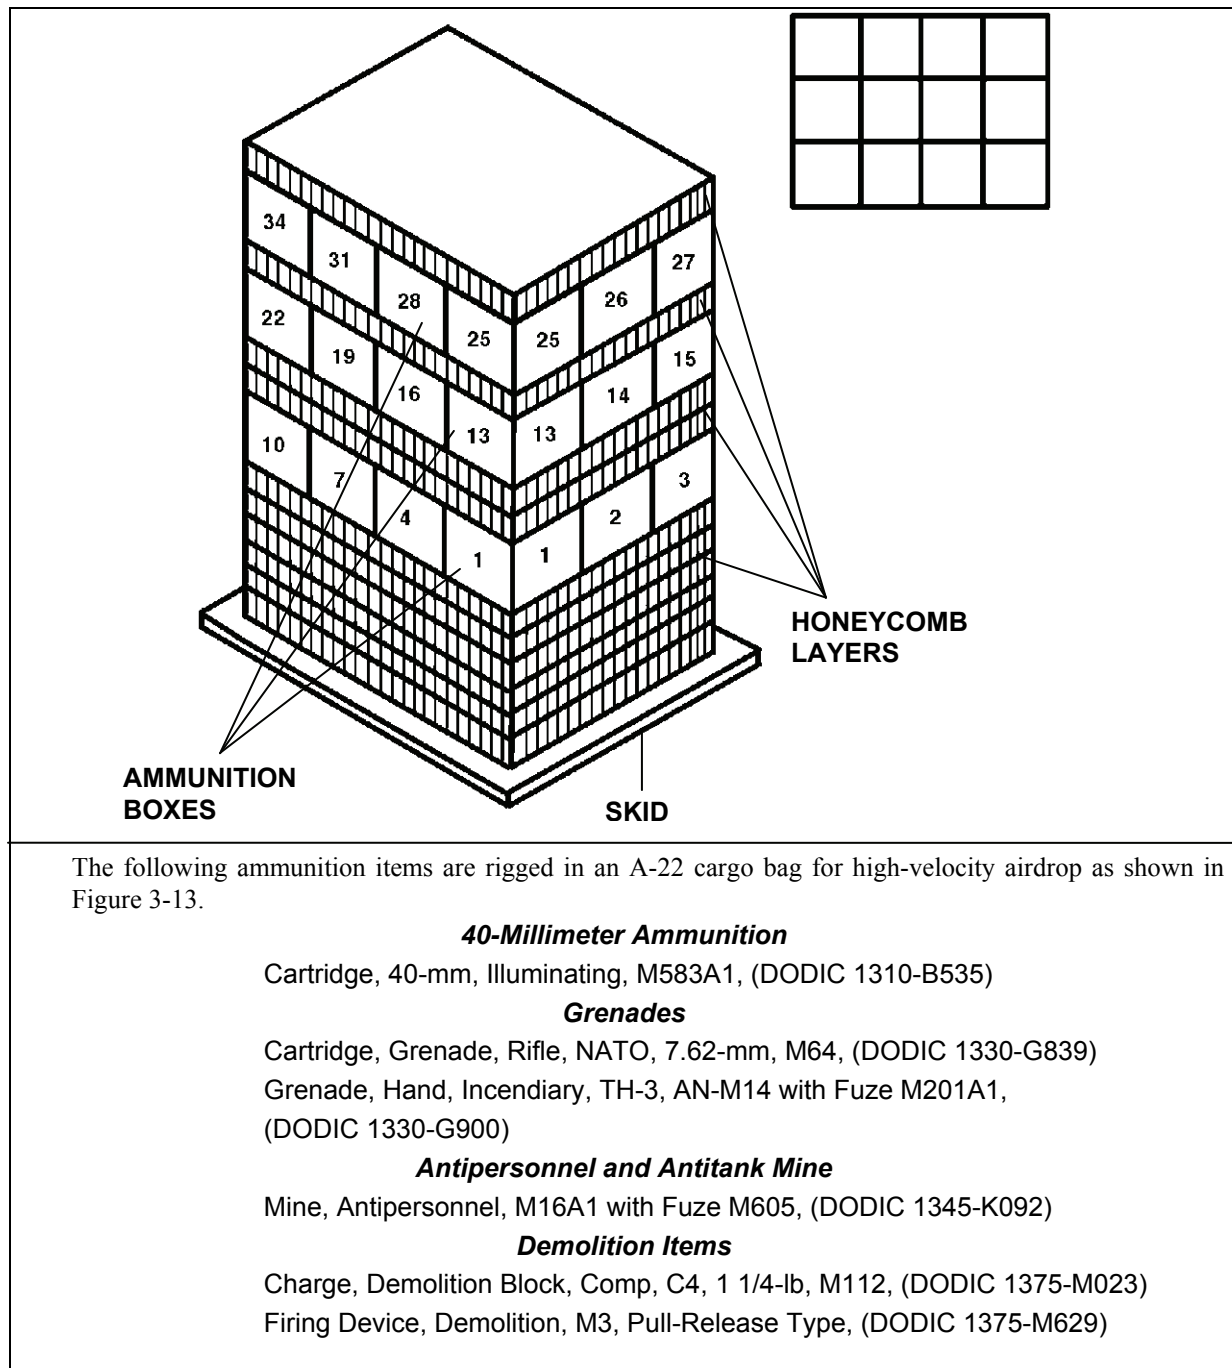 34
31
28
25
25
26
27
22
19
16
13
13
14
15
10
7
4
1
1
2
3
HONEYCOMB
LAYERS
AMMUNITION
BOXES
SKID
The following ammunition items are rigged in an A-22 cargo bag for high-velocity airdrop as shown in
Figure 3-13.
40-Millimeter Ammunition
Cartridge, 40-mm, Illuminating, M583A1, (DODIC 1310-B535)
Grenades
Cartridge, Grenade, Rifle, NATO, 7.62-mm, M64, (DODIC 1330-G839)
Grenade, Hand, Incendiary, TH-3, AN-M14 with Fuze M201A1,
(DODIC 1330-G900)
Antipersonnel and Antitank Mine
Mine, Antipersonnel, M16A1 with Fuze M605, (DODIC 1345-K092)
Demolition Items
Charge, Demolition Block, Comp, C4, 1 1/4-lb, M112, (DODIC 1375-M023)
Firing Device, Demolition, M3, Pull-Release Type, (DODIC 1375-M629)